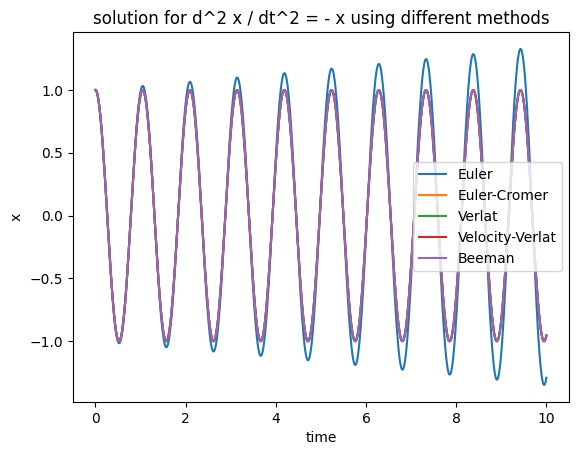 solution for d^2 x / dt^2 = - x using different methods
1.0
0.5
0.0
−0.5
−1.0
x
Euler
Euler-Cromer
Verlat
Velocity-Verlat
Beeman
0
2
4
6
8
10
time